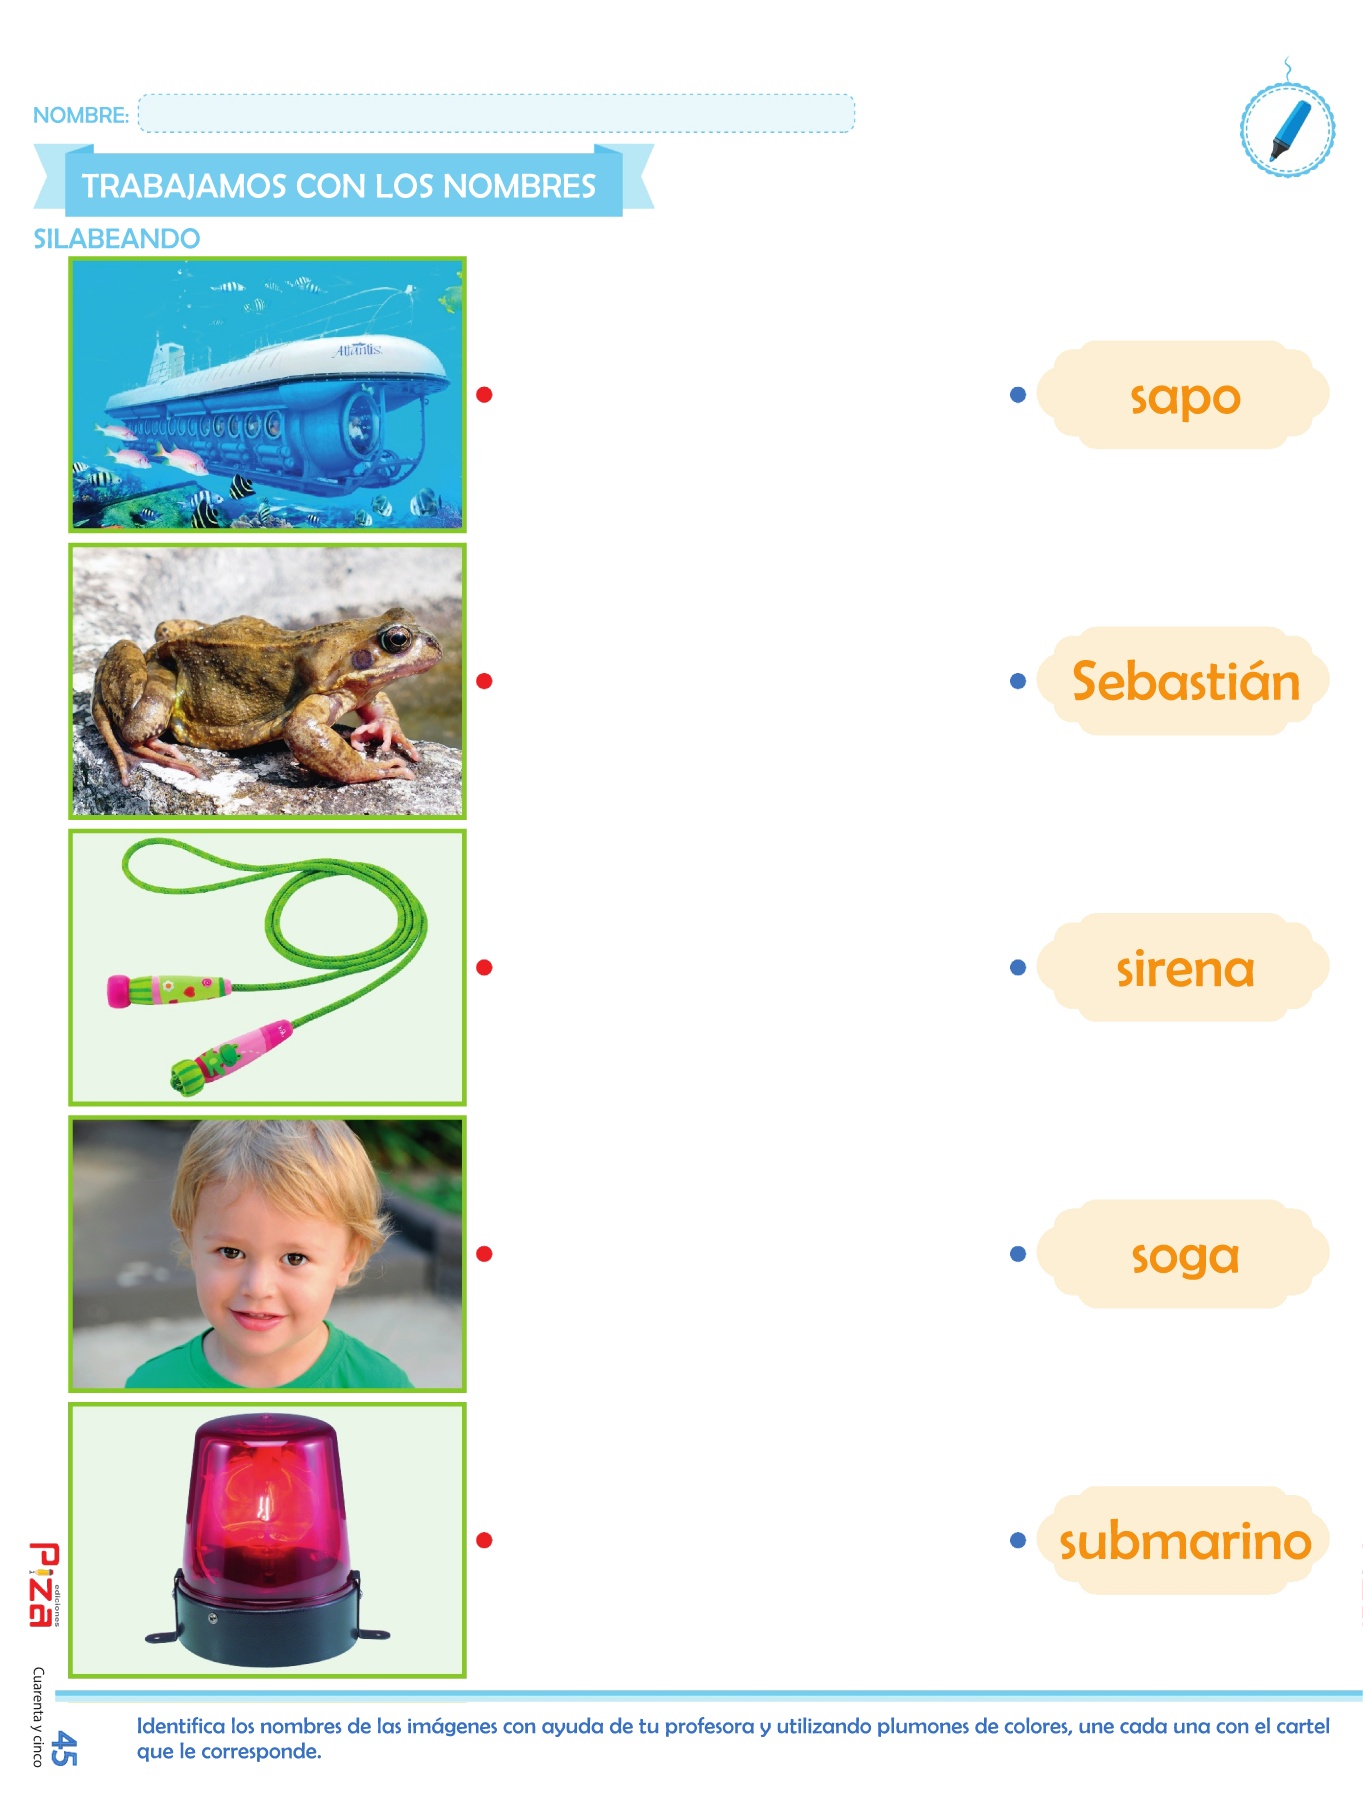 NOMBRE:
TRABAJAMOS CON LOS NOMBRES
SILABEANDO
Atlantis
sapo
Sebastián
sirena
soga
submarino
Piza
ediciones
Cuarenta y cinco
45
Identifica los nombres de las imágenes con ayuda de tu profesora y utilizando plumones de colores, une cada una con el cartel
que le corresponde.